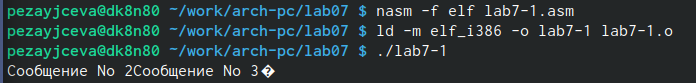 pezayjceva@dk8n80 ~/work/arch-pc/lab07 $ nasm -f elf lab7-1.asm
pezayjceva@dk8n80 ~/work/arch-pc/lab07 $ ld -m elf_i386 -o lab7-1 lab7-1.o
pezayjceva@dk8n80 ~/work/arch-pc/lab07 $ ./lab7-1
Сообщение No 2Сообщение No 3�